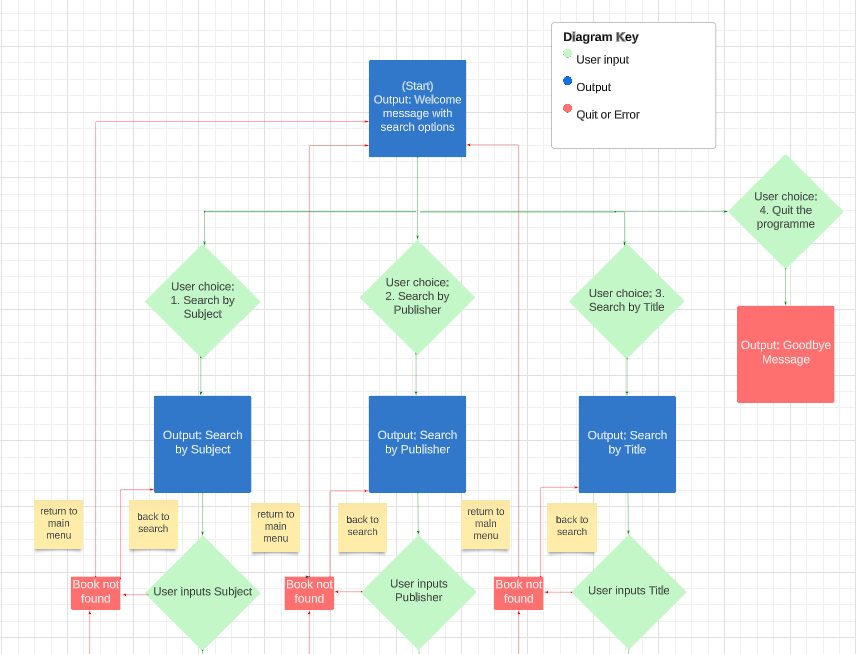 Diagram Key
User input
Output
Quit or Error
(Start)
Output: Welcome
message with
search options
User choice;
4. Quit the
programme
User choice;
1. Search by
Subject
User choice;
2. Search by
Publisher
User choice; 3.
Search by Title
Output; Goodbye
Message
Output; Search
by Subject
Output; Search
by Publisher
Output; Search
by Title
return to
main
menu
back to
search
return to
main
menu
back to
search
return to
main
menu
back to
search
Book not
found
User inputs Subject
Book not
found
User inputs
Publisher
Book not
found
User inputs Title